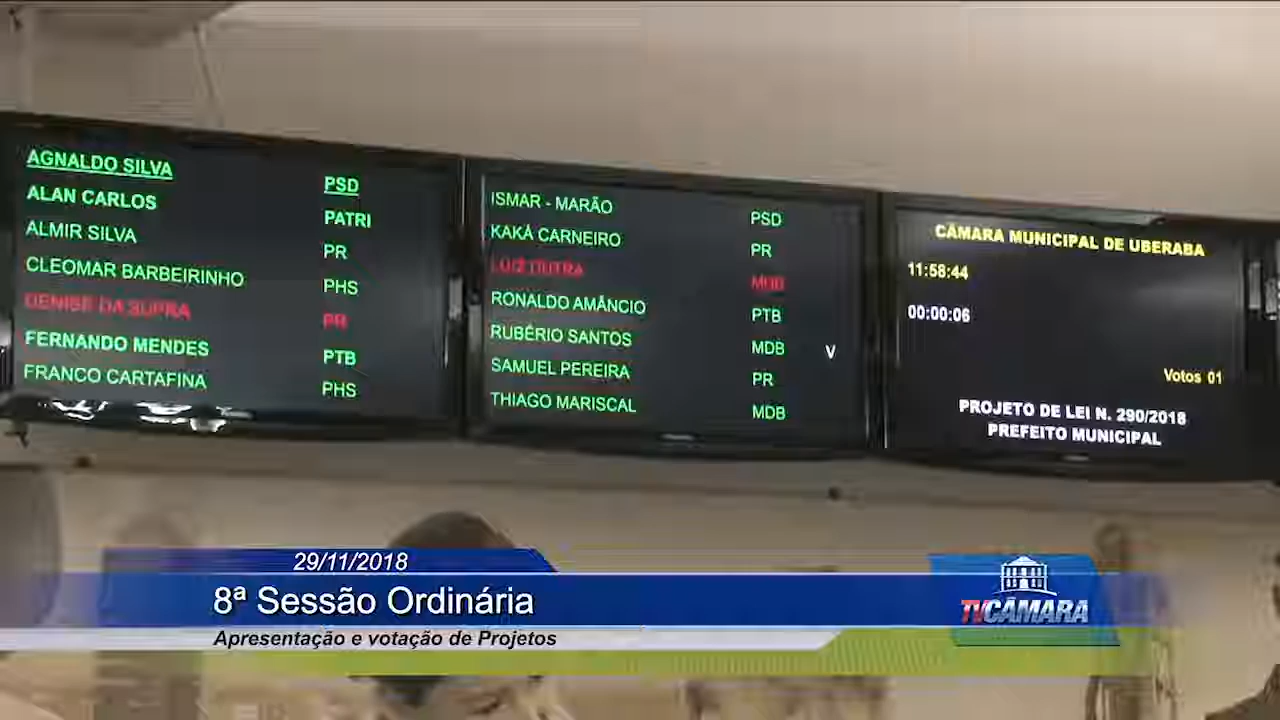 AGNALDO SILVA PSD
ALAN CARLOS PATRI
ALMIR SILVA PR
CLEOMAR BARBEIRINHO PHS
DENISE DA SUPRA PR
FERNANDO MENDES PTB
FRANCO CARTAFINA PHS
ISMAR - MARÃO PSD
KAKÁ CARNEIRO PR
LUIZ DUTRA MDB
RONALDO AMÂNCIO PTB
RUBÉRIO SANTOS MDB V
SAMUEL PEREIRA PR
THIAGO MARISCAL MDB
CÂMARA MUNICIPAL DE UBERABA
11:58:44
00:00:06
Votos 01
PROJETO DE LEI N. 290/2018
PREFEITO MUNICIPAL
29/11/2018
8ª Sessão Ordinária
Apresentação e votação de Projetos
TVCÂMARA